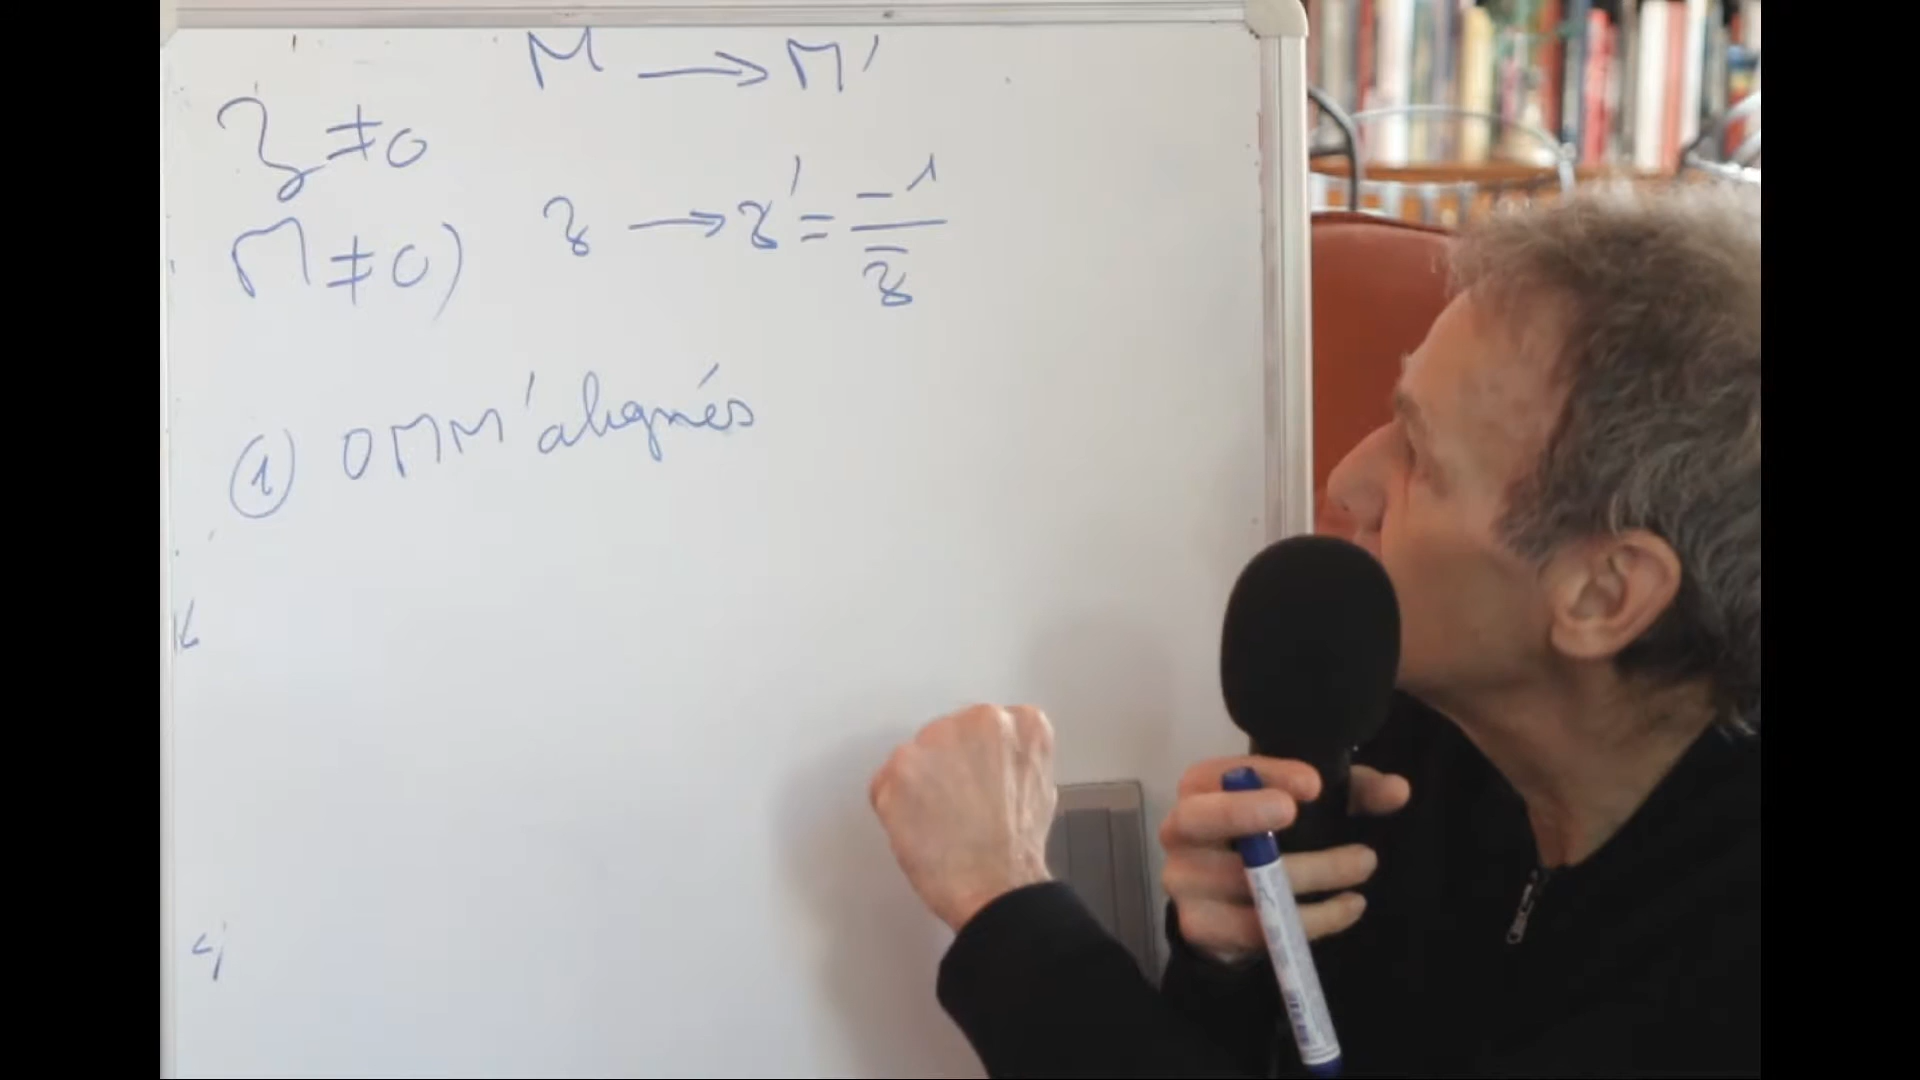 M → M'
z ≠ 0
M ≠ O)
z → z' = -1/z̄
① OMM' alignés